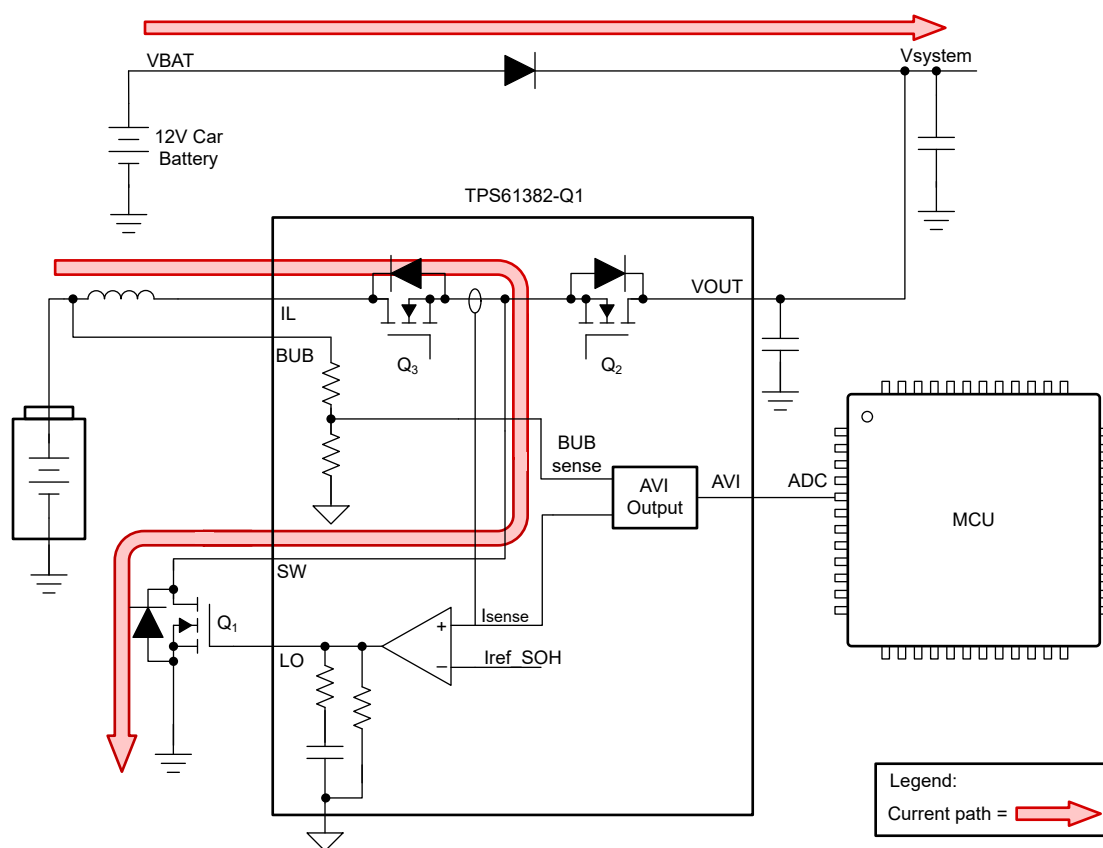 VBAT
Vsystem
12V Car
Battery
TPS61382-Q1
VOUT
IL
BUB
Q3
Q2
BUB
sense
AVI
Output
AVI
ADC
MCU
SW
Q1
Isense
+
−
Iref_SOH
LO
Legend:
Current path =